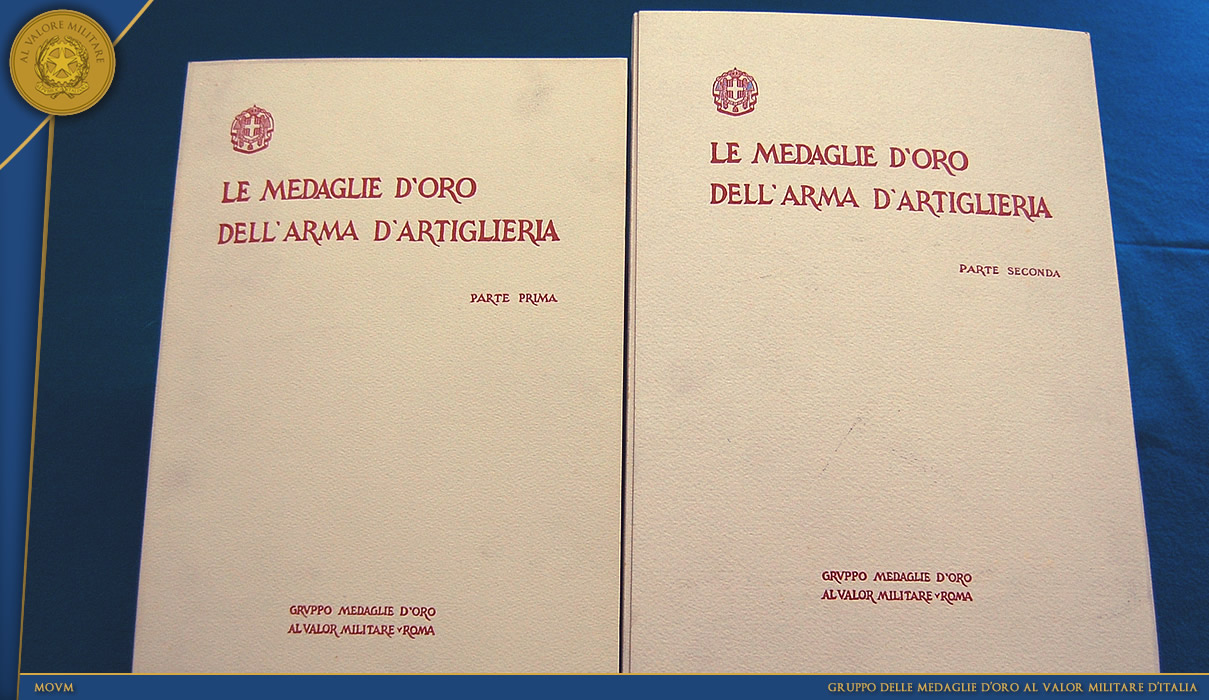 AL VALORE MILITARE
LE MEDAGLIE D'ORO
DELL'ARMA D'ARTIGLIERIA
PARTE PRIMA
GRVPPO MEDAGLIE D'ORO
AL VALOR MILITARE ROMA
LE MEDAGLIE D'ORO
DELL'ARMA D'ARTIGLIERIA
PARTE SECONDA
GRVPPO MEDAGLIE D'ORO
AL VALOR MILITARE ROMA
MOVM
GRUPPO DELLE MEDAGLIE D'ORO AL VALOR MILITARE D'ITALIA